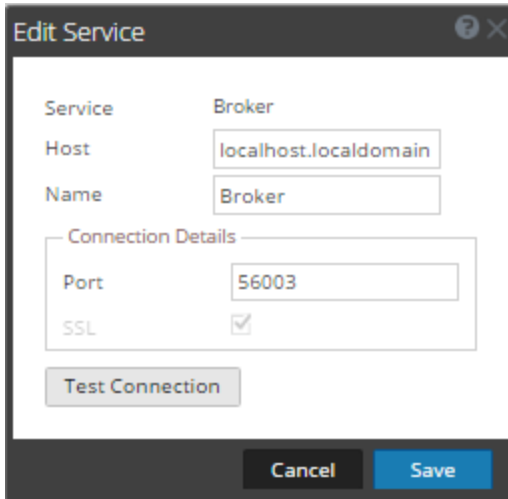 Edit Service
Service Broker
Host localhost.localdomain
Name Broker
Connection Details
Port 56003
SSL
Test Connection
Cancel Save